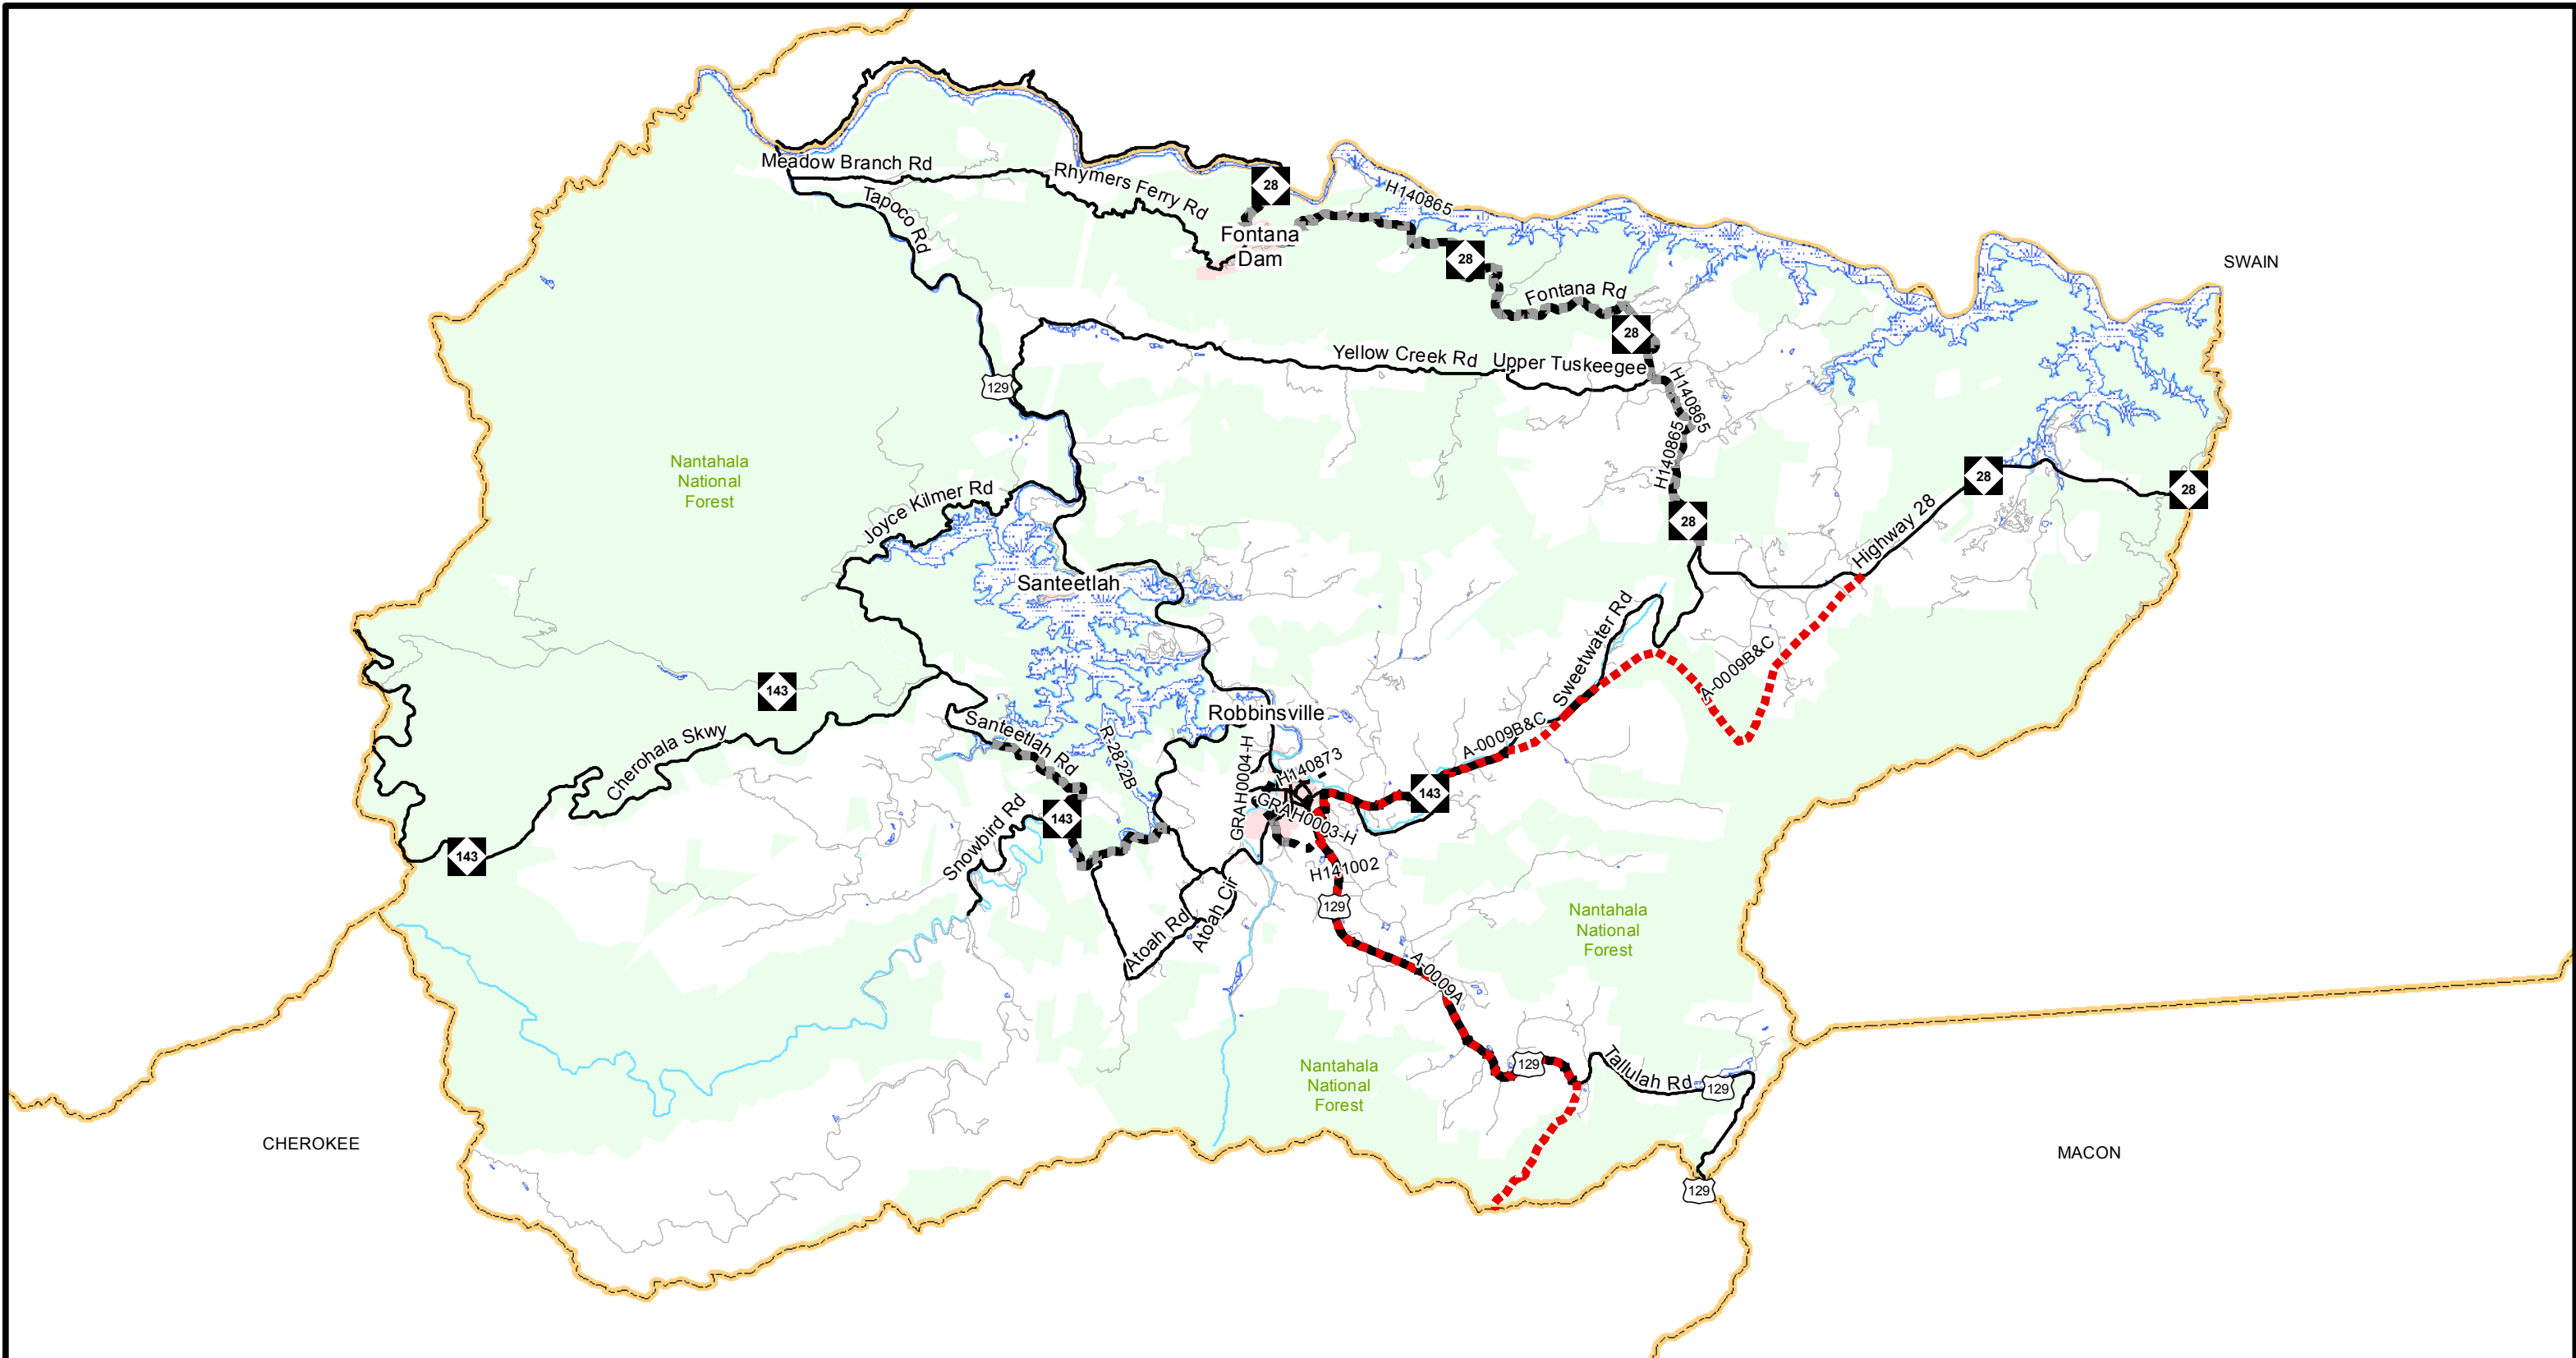 Meadow Branch Rd
Rhymers Ferry Rd
28
H140865
Tapoco Rd
Fontana
Dam
28
SWAIN
Fontana Rd
28
129
Yellow Creek Rd
Upper Tuskeegee
H140865
H140865
Nantahala
National
Forest
28
28
Joyce Kilmer Rd
28
Highway 28
Santeetlah
Sweetwater Rd
143
A-0009B&C
Robbinsville
Santeetlah Rd
R-2822B
A-0009B&C
Cherohala Skwy
GRAH0004-H
H140873
143
Snowbird Rd
143
GRAH0003-H
143
H141002
129
Atoah Rd
Atoah Cir
Nantahala
National
Forest
A-0009A
Nantahala
National
Forest
129
Tallulah Rd
129
CHEROKEE
MACON
129